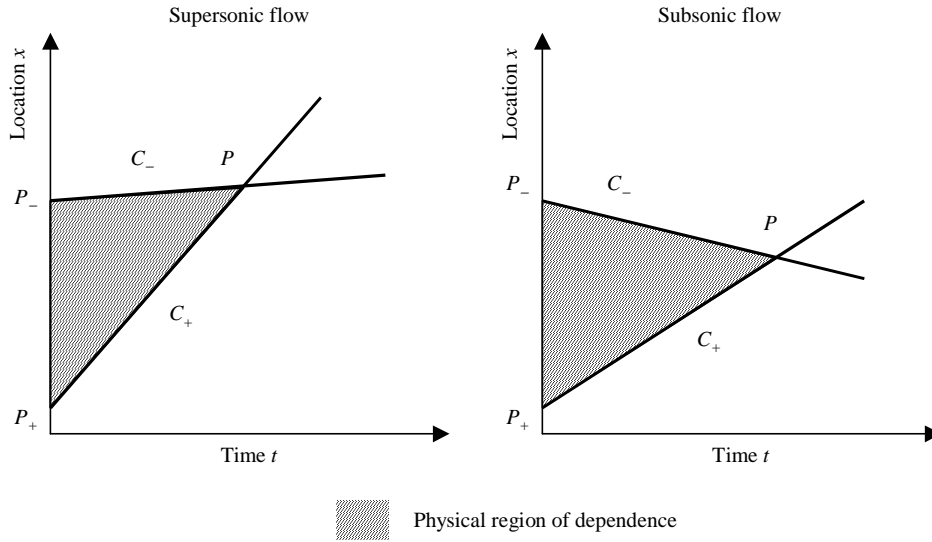 Supersonic flow
Location x
C–
P
P–
C+
P+
Time t
Subsonic flow
Location x
P–
C–
P
C+
P+
Time t
Physical region of dependence